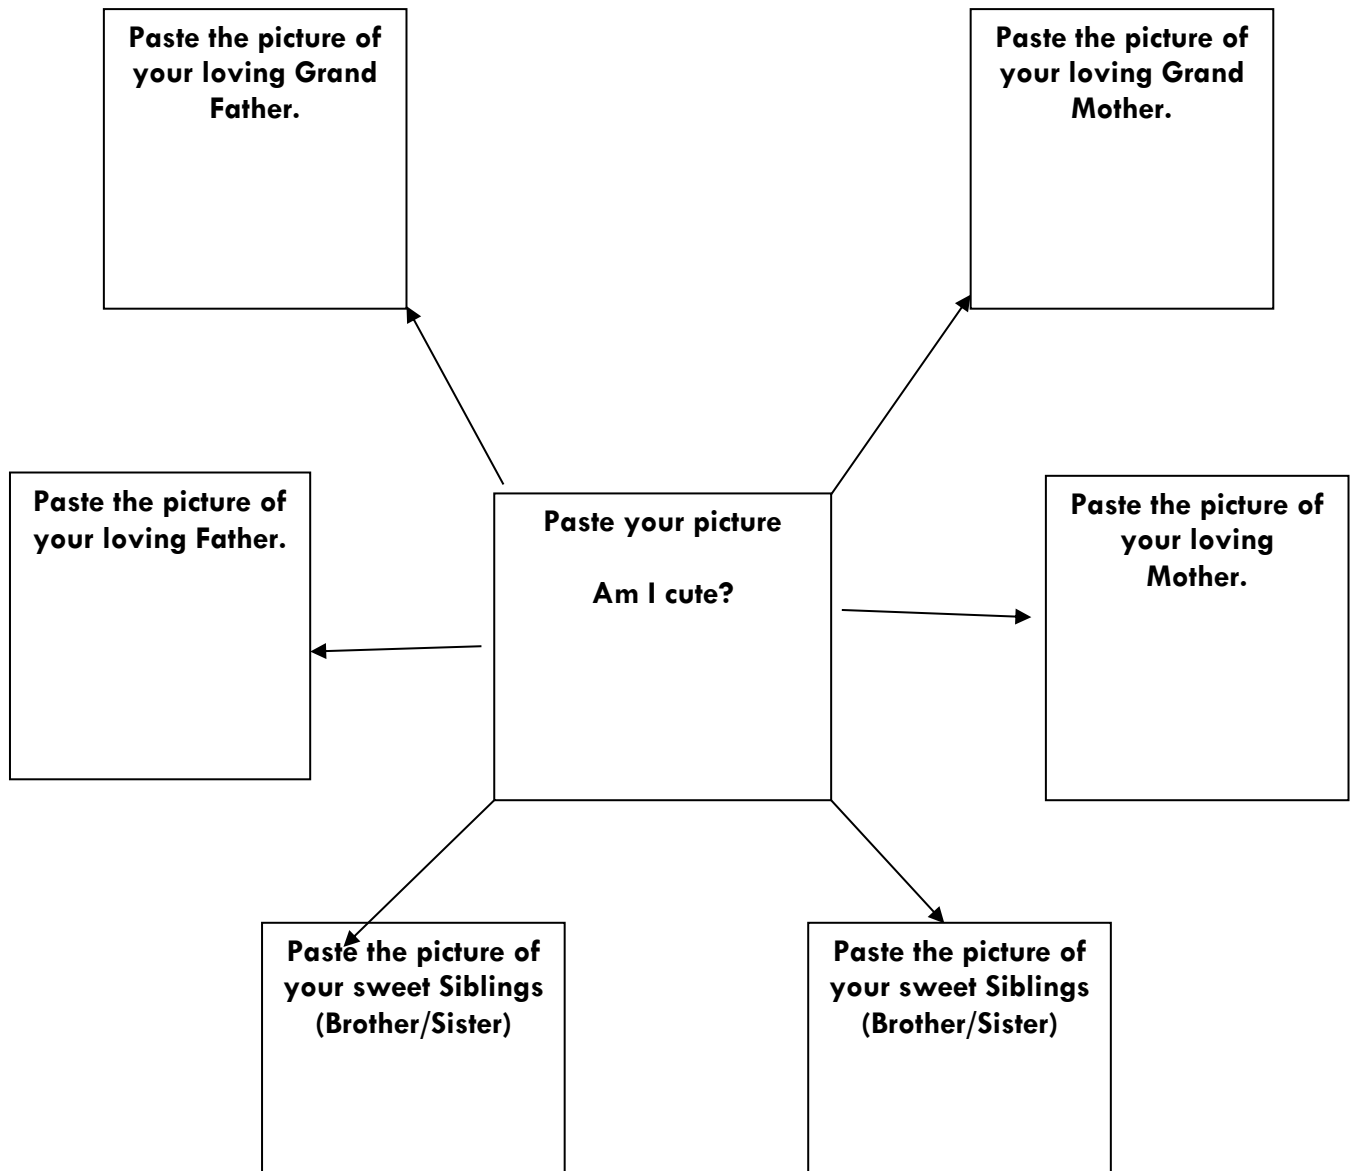 Paste the picture of
your loving Grand
Father.
Paste the picture of
your loving Grand
Mother.
Paste the picture of
your loving Father.
Paste your picture
Am I cute?
Paste the picture of
your loving
Mother.
Paste the picture of
your sweet Siblings
(Brother/Sister)
Paste the picture of
your sweet Siblings
(Brother/Sister)